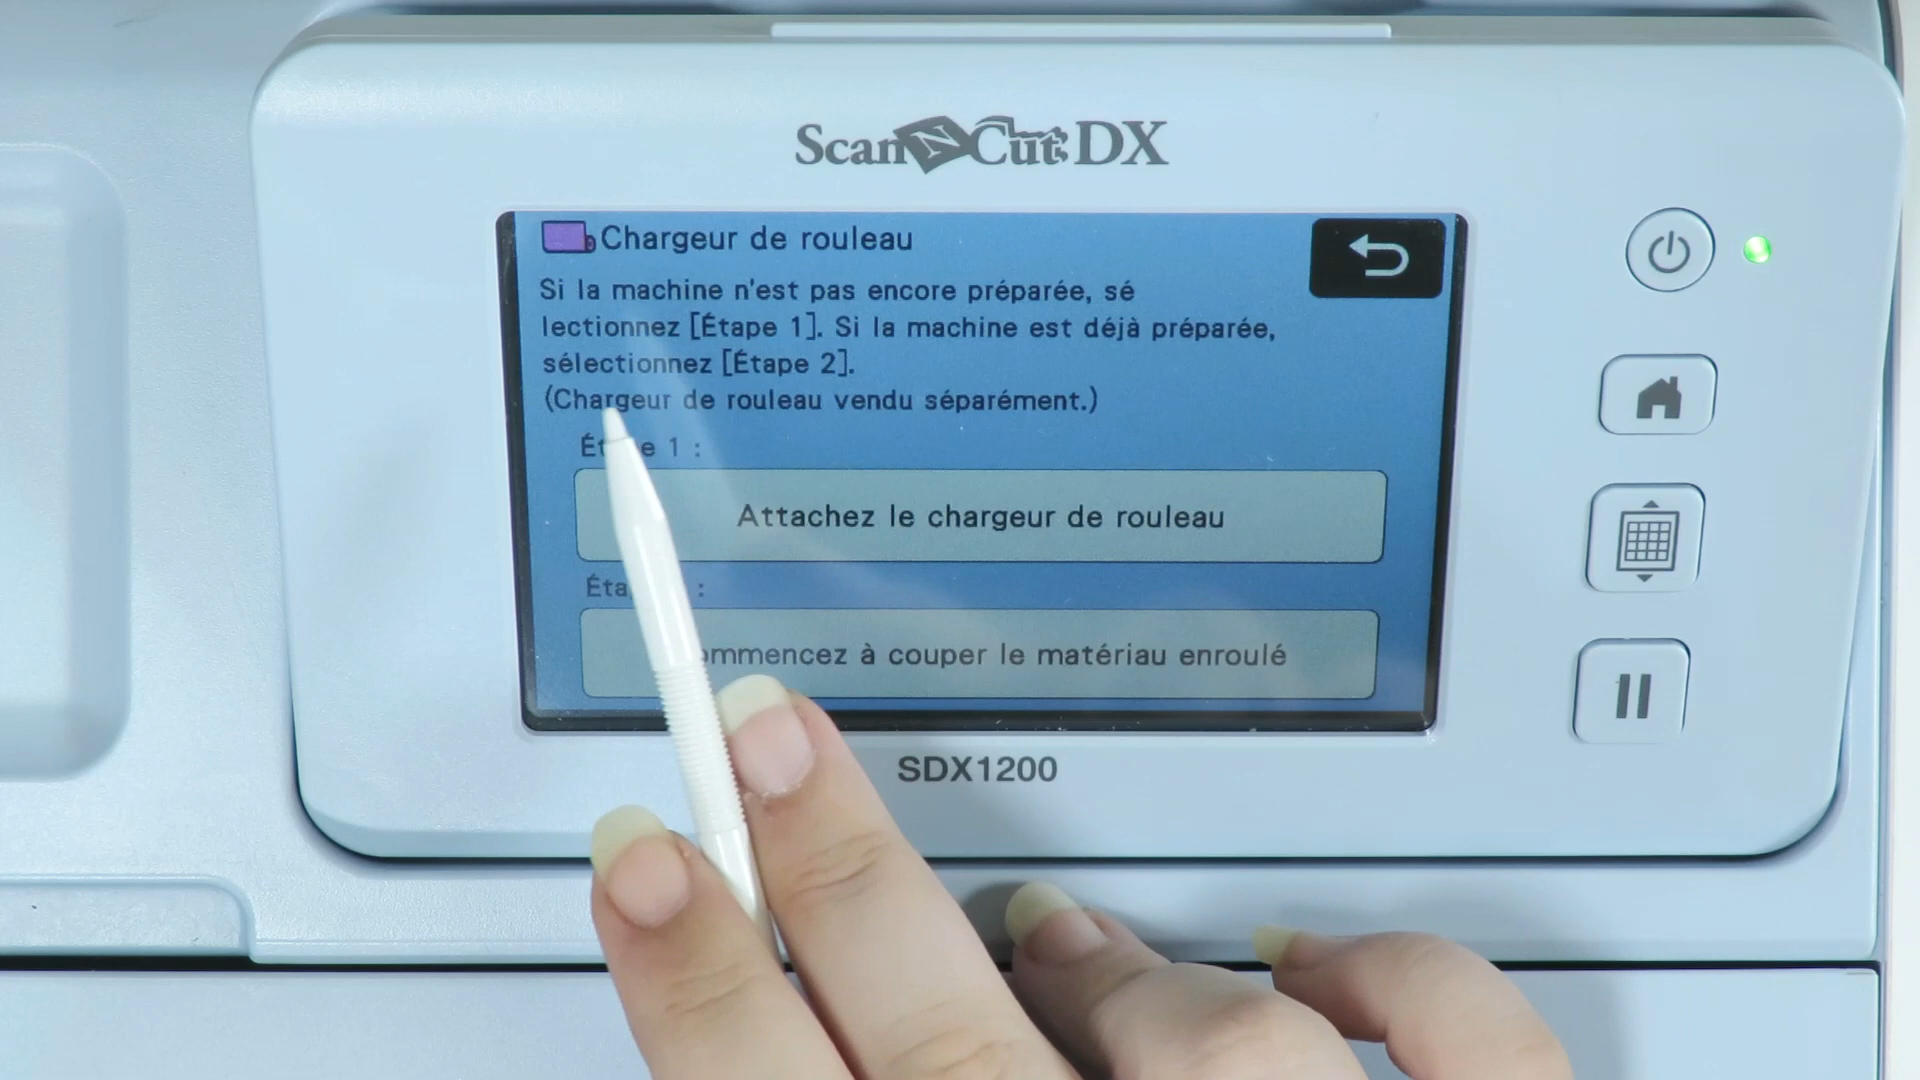 ScanNCut DX
Chargeur de rouleau
Si la machine n'est pas encore préparée, sé
lectionnez [Étape 1]. Si la machine est déjà préparée,
sélectionnez [Étape 2].
(Chargeur de rouleau vendu séparément.)
1 :
Attachez le chargeur de rouleau
:
à couper le matériau enroulé
SDX1200